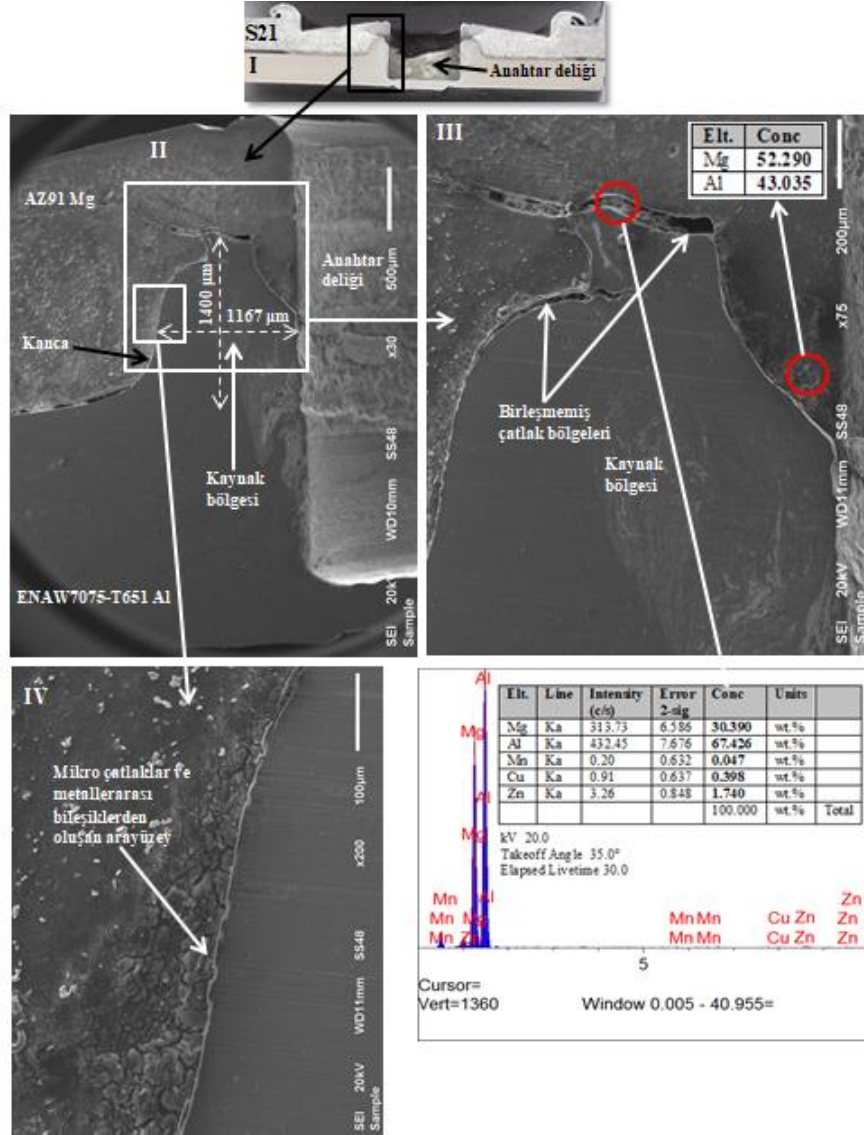 S21
I
Anahtar deliği
II
AZ91 Mg
1400 µm
1167 µm
Anahtar
deliği
Kanca
Kaynak
bölgesi
ENAW7075-T651 Al
500µm
x30
SS48
WD10mm
20kV
SEI
Sample
III
Elt. Conc
Mg 52.290
Al 43.035
Birleşmemiş
çatlak bölgeleri
Kaynak
bölgesi
200µm
x75
SS48
WD11mm
20kV
SEI
Sample
IV
Mikro çatlaklar ve
metallerarası
bileşiklerden
oluşan arayüzey
100µm
x200
SS48
WD11mm
20kV
SEI
Sample
Al
Mg
Al
Mg
Al
Mn
Mn Mg
Mn Zn
Elt. Line Intensity (c/s) Error 2-sig Conc Units
Mg Ka 313.73 6.586 30.390 wt.%
Al Ka 432.45 7.676 67.426 wt.%
Mn Ka 0.20 0.632 0.047 wt.%
Cu Ka 0.91 0.637 0.398 wt.%
Zn Ka 3.26 0.848 1.740 wt.%
100.000 wt.% Total
kV 20.0
Takeoff Angle 35.0°
Elapsed Livetime 30.0
Zn
Mn Mn Cu Zn Zn
Mn Mn Cu Zn Zn
5
Cursor=
Vert=1360 Window 0.005 - 40.955=